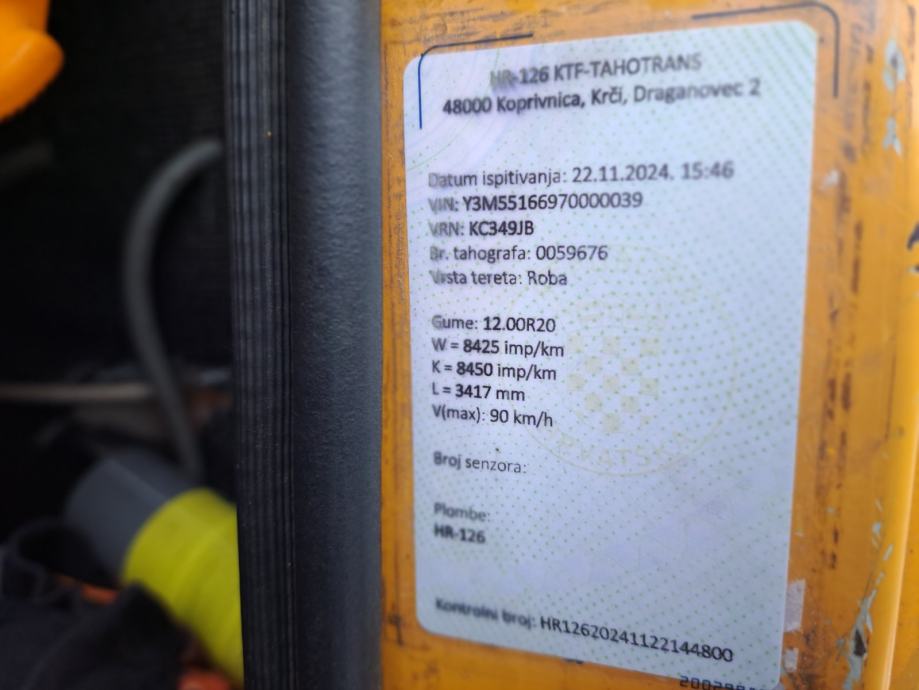 HR-126 KTF-TAHOTRANS
48000 Koprivnica, Krči, Draganovec 2
Datum ispitivanja: 22.11.2024. 15:46
VIN: Y3M55166970000039
VRN: KC349JB
Br. tahografa: 0059676
Vrsta tereta: Roba
Gume: 12.00R20
W = 8425 imp/km
K = 8450 imp/km
L = 3417 mm
V(max): 90 km/h
Broj senzora:
Plombe:
HR-126
Kontrolni broj: HR12620241122144800